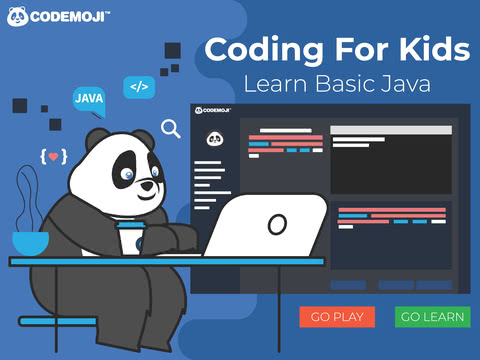 CODEMOJI™
Coding For Kids
Learn Basic Java
</>
JAVA
{ }
CODEMOJI™
GO PLAY
GO LEARN